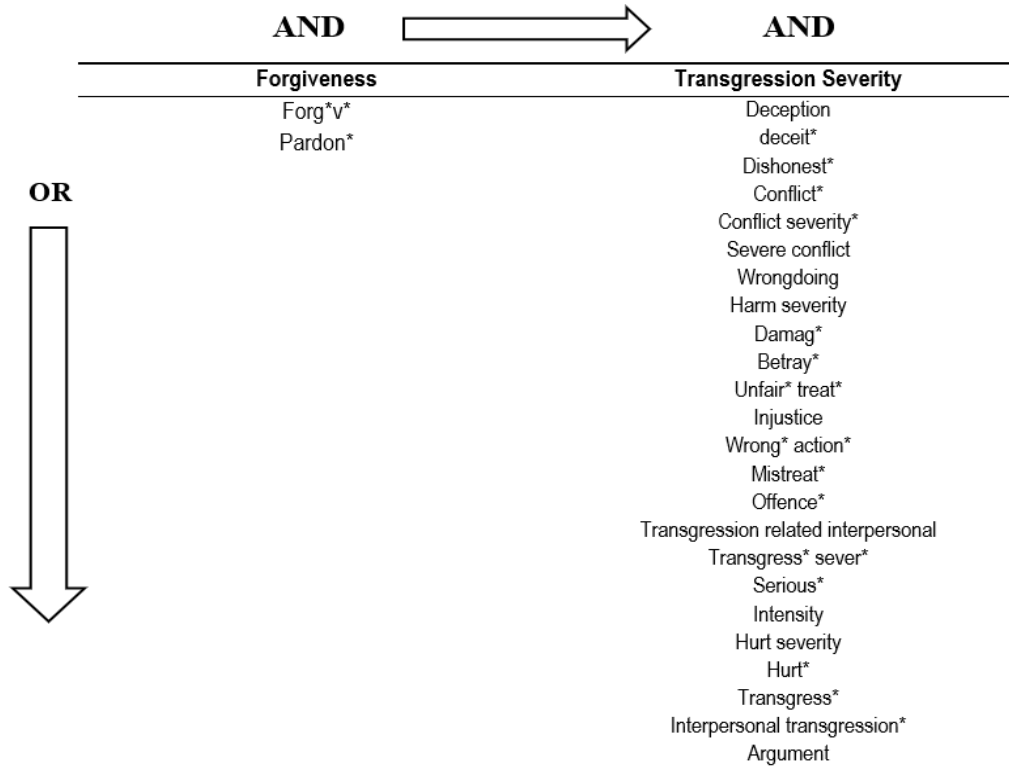 AND AND
Forgiveness Transgression Severity
Forg*v* Deception
Pardon* deceit*
Dishonest*
OR
Conflict*
Conflict severity*
Severe conflict
Wrongdoing
Harm severity
Damag*
Betray*
Unfair* treat*
Injustice
Wrong* action*
Mistreat*
Offence*
Transgression related interpersonal
Transgress* sever*
Serious*
Intensity
Hurt severity
Hurt*
Transgress*
Interpersonal transgression*
Argument